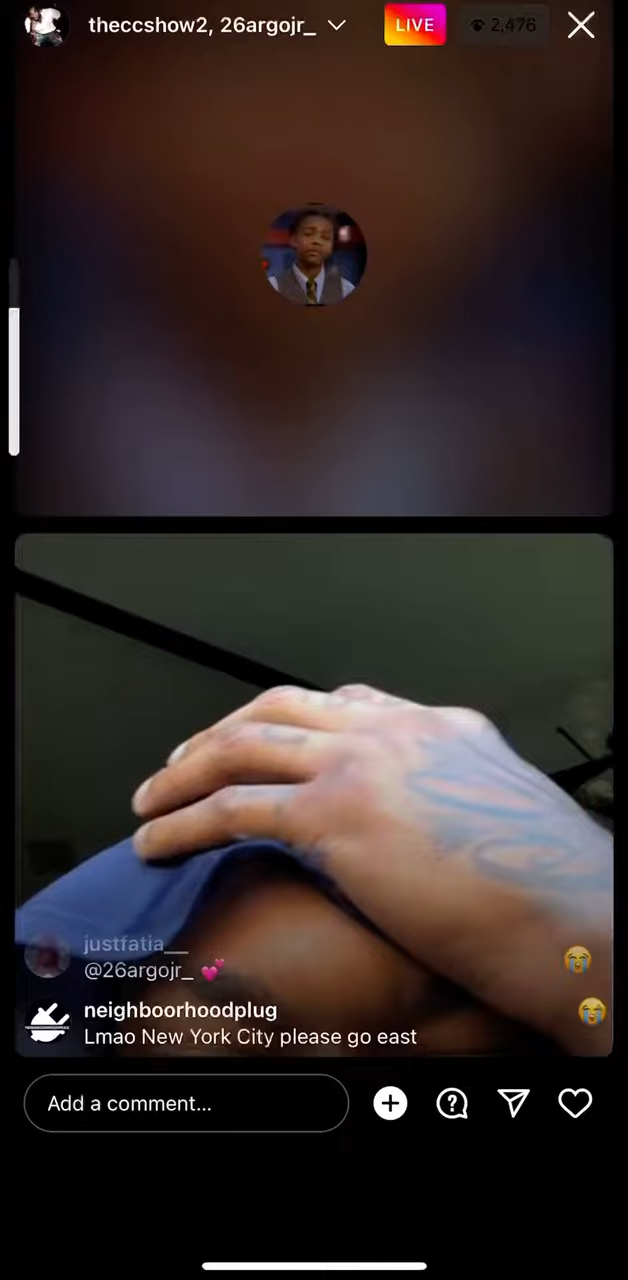 theccshow2, 26argojr_
LIVE
2,476
justfatia__
@26argojr_ 💕
neighboorhoodplug
Lmao New York City please go east
Add a comment...